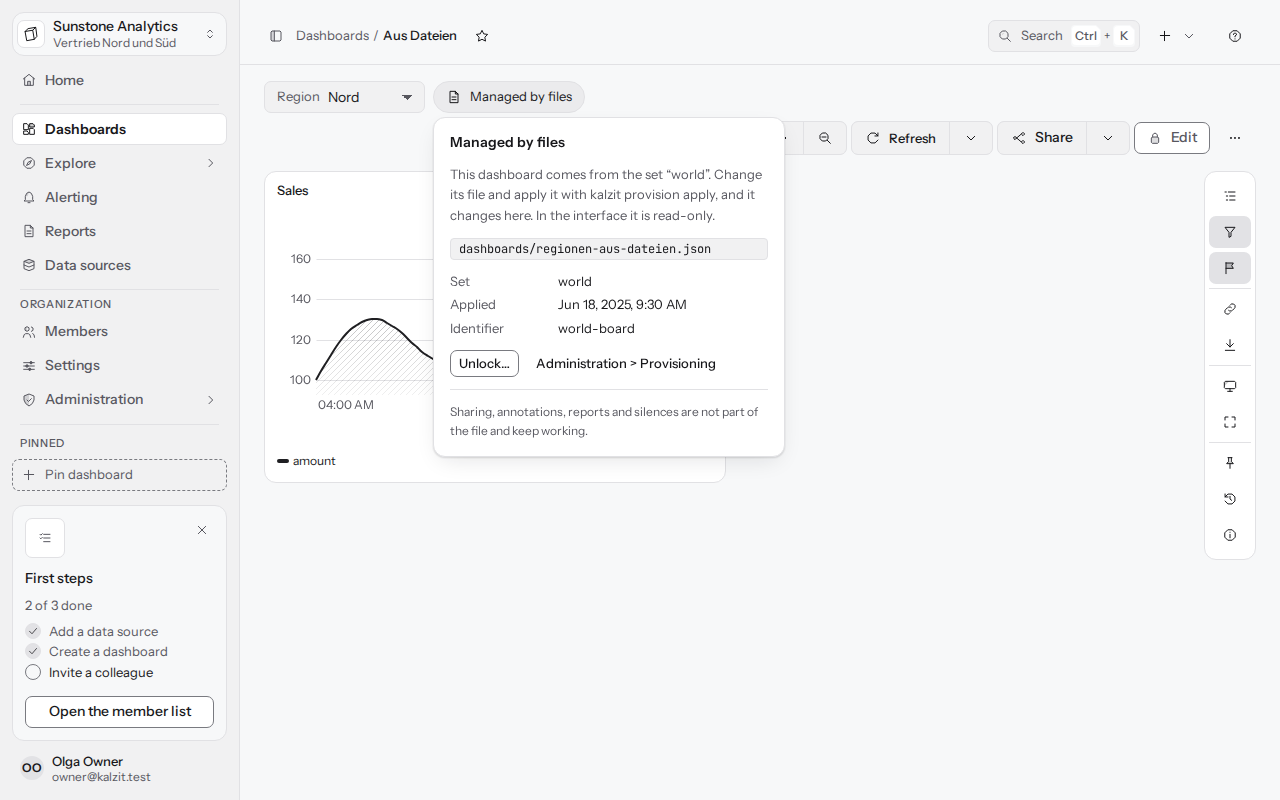 Sunstone Analytics
Vertrieb Nord und Süd
Home
Dashboards
Explore
Alerting
Reports
Data sources
ORGANIZATION
Members
Settings
Administration
PINNED
Pin dashboard
First steps
2 of 3 done
Add a data source
Create a dashboard
Invite a colleague
Open the member list
OO
Olga Owner
owner@kalzit.test
Dashboards / Aus Dateien
Search Ctrl + K
Region Nord
Managed by files
Refresh
Share
Edit
Managed by files
This dashboard comes from the set “world”. Change
its file and apply it with kalzit provision apply, and it
changes here. In the interface it is read-only.
dashboards/regionen-aus-dateien.json
Set world
Applied Jun 18, 2025, 9:30 AM
Identifier world-board
Unlock... Administration > Provisioning
Sharing, annotations, reports and silences are not part of
the file and keep working.
Sales
160
140
120
100
04:00 AM
amount